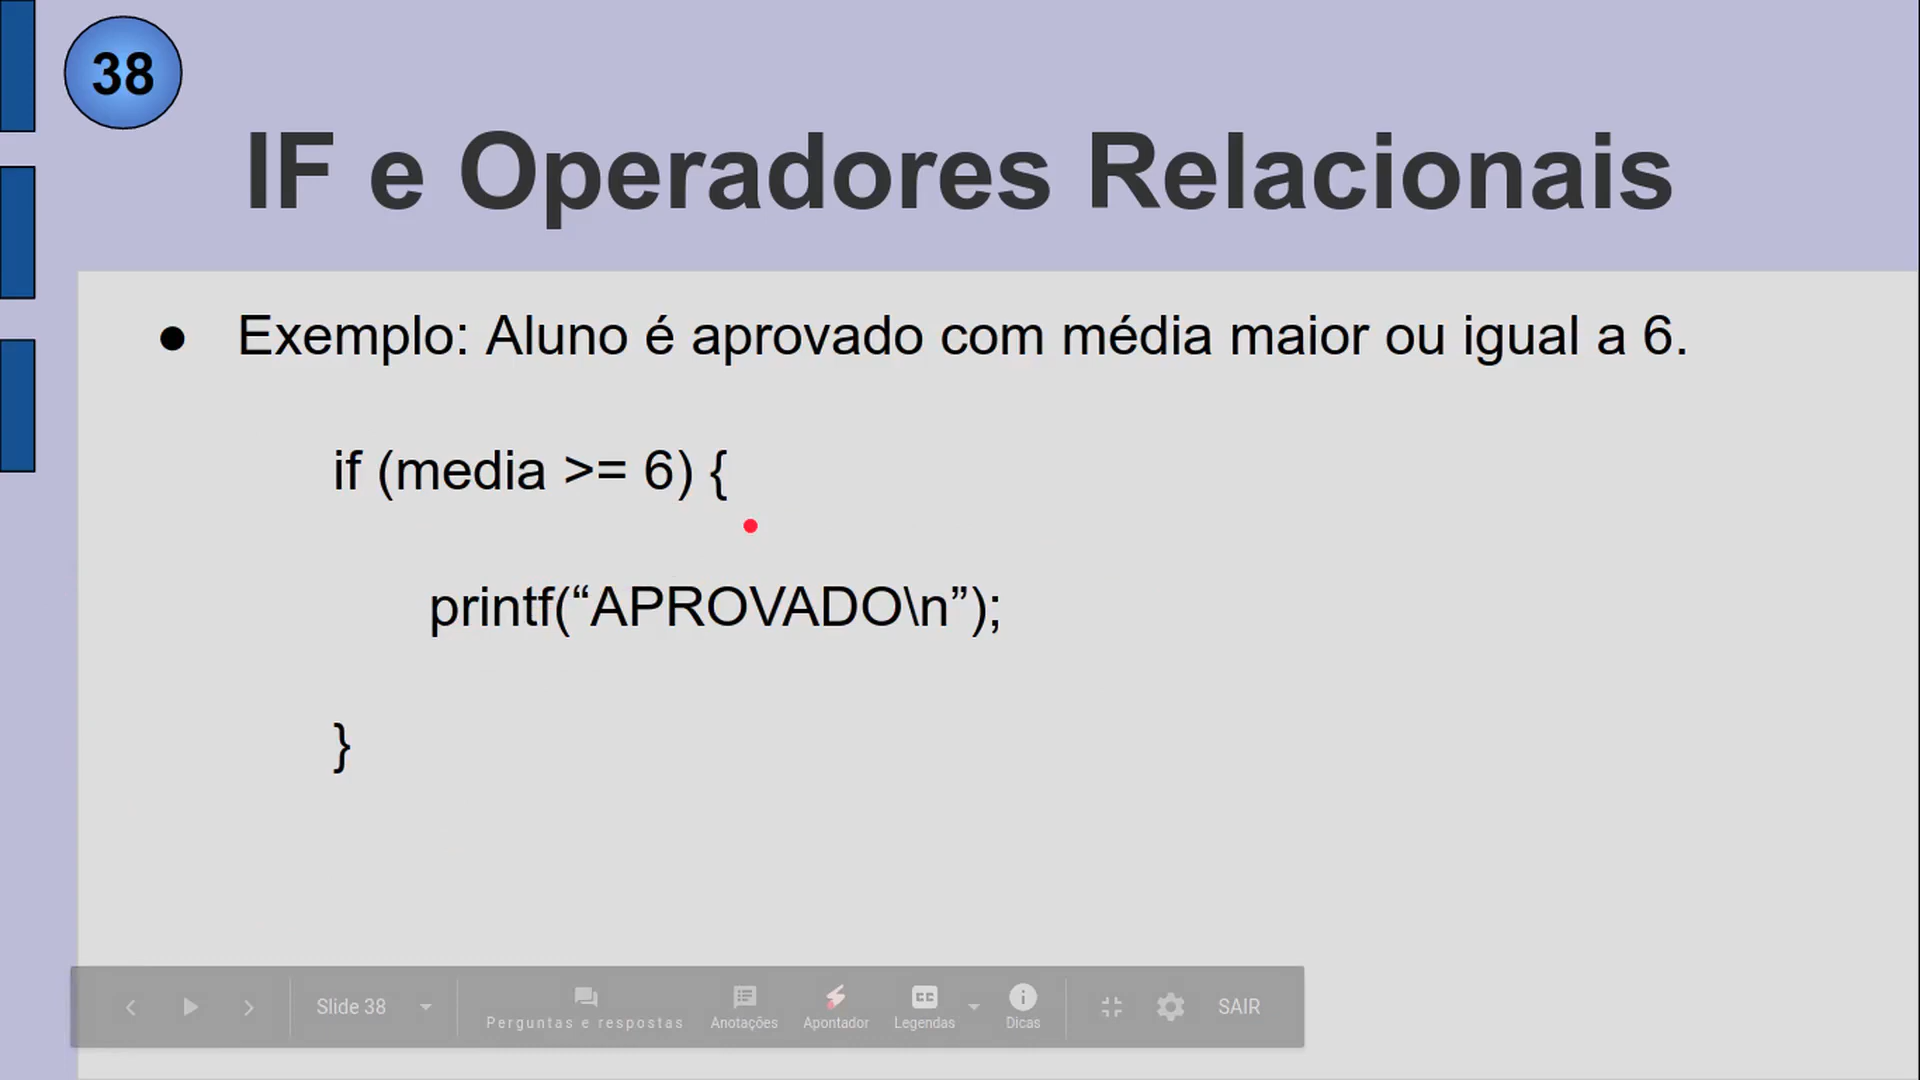 38
IF e Operadores Relacionais
● Exemplo: Aluno é aprovado com média maior ou igual a 6.
if (media >= 6) {
printf(“APROVADO\n”);
}
Slide 38
Perguntas e respostas
Anotações
Apontador
CC
Legendas
Dicas
SAIR